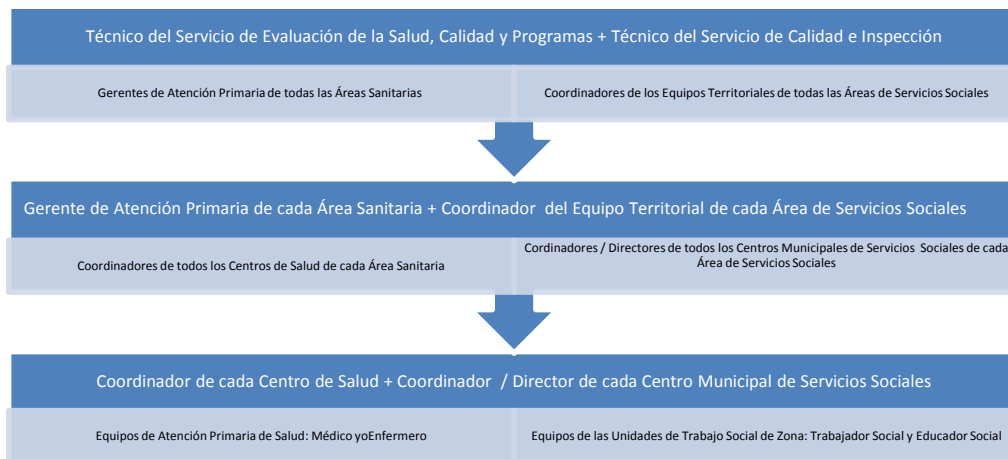 Técnico del Servicio de Evaluación de la Salud, Calidad y Programas + Técnico del Servicio de Calidad e Inspección
Gerentes de Atención Primaria de todas las Áreas Sanitarias
Coordinadores de los Equipos Territoriales de todas las Áreas de Servicios Sociales
Gerente de Atención Primaria de cada Área Sanitaria + Coordinador del Equipo Territorial de cada Área de Servicios Sociales
Coordinadores de todos los Centros de Salud de cada Área Sanitaria
Cordinadores / Directores de todos los Centros Municipales de Servicios Sociales de cada
Área de Servicios Sociales
Coordinador de cada Centro de Salud + Coordinador / Director de cada Centro Municipal de Servicios Sociales
Equipos de Atención Primaria de Salud: Médico yoEnfermero
Equipos de las Unidades de Trabajo Social de Zona: Trabajador Social y Educador Social